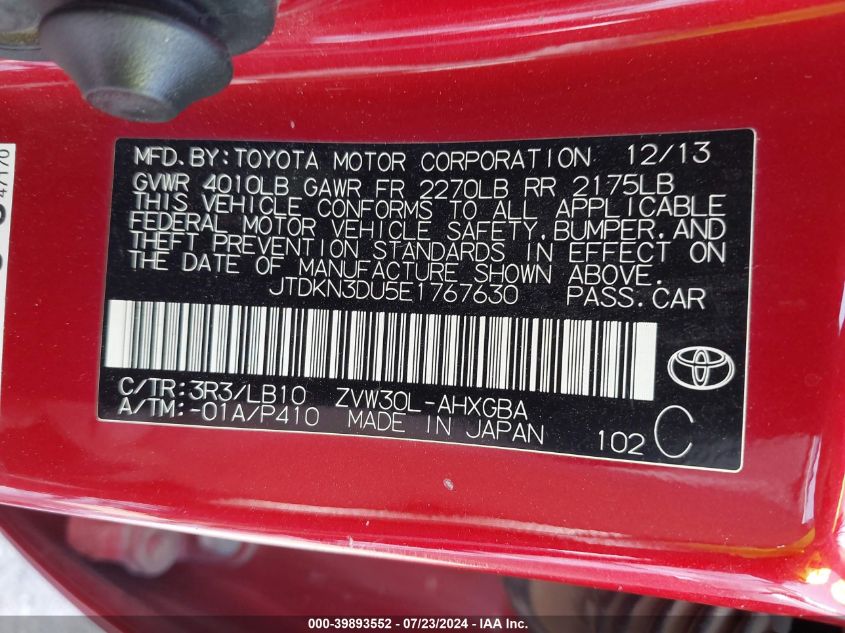 MFD.BY:TOYOTA MOTOR CORPORATION 12/13
GVWR 4010LB GAWR FR 2270LB RR 2175LB
THIS VEHICLE CONFORMS TO ALL APPLICABLE
FEDERAL MOTOR VEHICLE SAFETY,BUMPER,AND
THEFT PREVENTION STANDARDS IN EFFECT ON
THE DATE OF MANUFACTURE SHOWN ABOVE.
JTDKN3DU5E1767630 PASS.CAR
C/TR:3R3/LB10 ZVW30L-AHXGBA
A/TM:-01A/P410 MADE IN JAPAN 102 C
47170
000-39893552 / 07/23/2024 / IAAI.COM